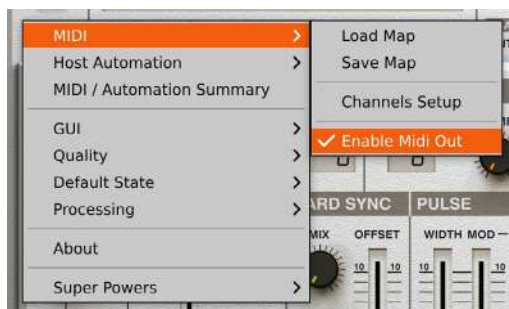 MIDI
Host Automation
MIDI / Automation Summary
GUI
Quality
Default State
Processing
About
Super Powers
Load Map
Save Map
Channels Setup
Enable Midi Out
ARD SYNC
PULSE
MIX
OFFSET
WIDTH MOD
10
10
10
10